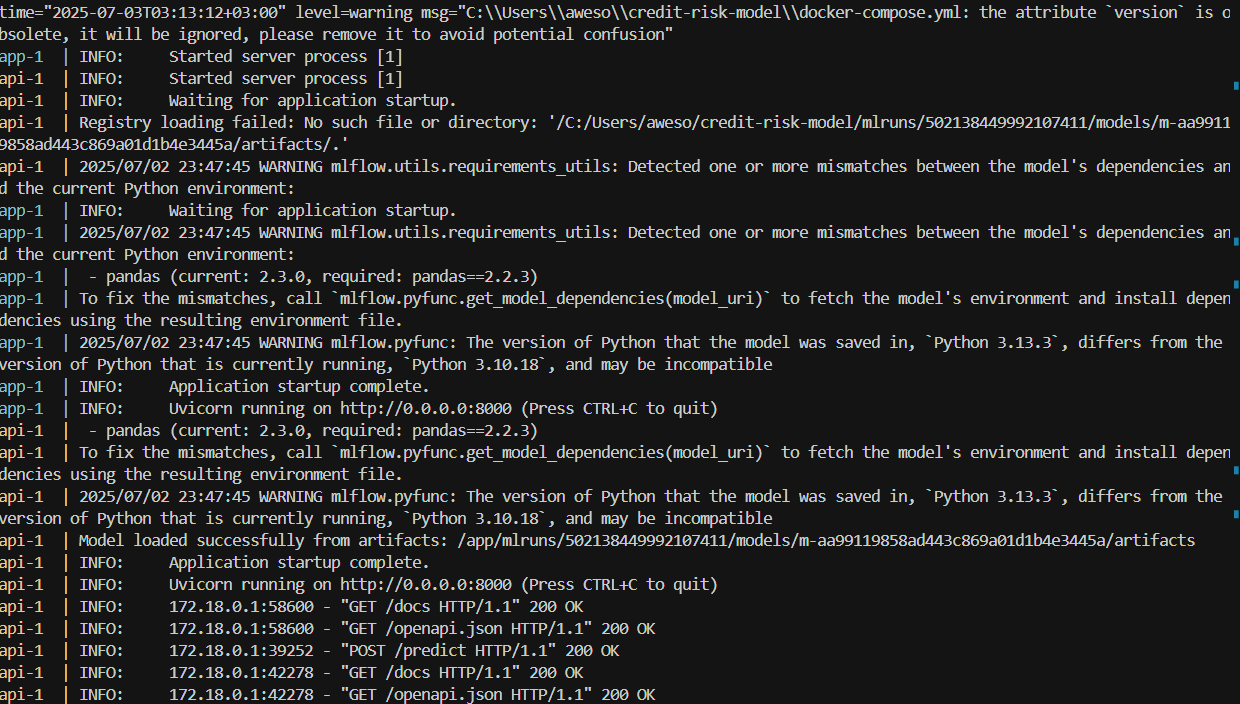 time="2025-07-03T03:13:12+03:00" level=warning msg="C:\\Users\\aweso\\credit-risk-model\\docker-compose.yml: the attribute `version` is o
bsolete, it will be ignored, please remove it to avoid potential confusion"
app-1  | INFO:     Started server process [1]
api-1  | INFO:     Started server process [1]
api-1  | INFO:     Waiting for application startup.
api-1  | Registry loading failed: No such file or directory: '/C:/Users/aweso/credit-risk-model/mlruns/502138449992107411/models/m-aa9911
9858ad443c869a01d1b4e3445a/artifacts/.'
api-1  | 2025/07/02 23:47:45 WARNING mlflow.utils.requirements_utils: Detected one or more mismatches between the model's dependencies an
d the current Python environment:
app-1  | INFO:     Waiting for application startup.
app-1  | 2025/07/02 23:47:45 WARNING mlflow.utils.requirements_utils: Detected one or more mismatches between the model's dependencies an
d the current Python environment:
app-1  |  - pandas (current: 2.3.0, required: pandas==2.2.3)
app-1  | To fix the mismatches, call `mlflow.pyfunc.get_model_dependencies(model_uri)` to fetch the model's environment and install depen
dencies using the resulting environment file.
app-1  | 2025/07/02 23:47:45 WARNING mlflow.pyfunc: The version of Python that the model was saved in, `Python 3.13.3`, differs from the
version of Python that is currently running, `Python 3.10.18`, and may be incompatible
app-1  | INFO:     Application startup complete.
app-1  | INFO:     Uvicorn running on http://0.0.0.0:8000 (Press CTRL+C to quit)
api-1  |  - pandas (current: 2.3.0, required: pandas==2.2.3)
api-1  | To fix the mismatches, call `mlflow.pyfunc.get_model_dependencies(model_uri)` to fetch the model's environment and install depen
dencies using the resulting environment file.
api-1  | 2025/07/02 23:47:45 WARNING mlflow.pyfunc: The version of Python that the model was saved in, `Python 3.13.3`, differs from the
version of Python that is currently running, `Python 3.10.18`, and may be incompatible
api-1  | Model loaded successfully from artifacts: /app/mlruns/502138449992107411/models/m-aa99119858ad443c869a01d1b4e3445a/artifacts
api-1  | INFO:     Application startup complete.
api-1  | INFO:     Uvicorn running on http://0.0.0.0:8000 (Press CTRL+C to quit)
api-1  | INFO:     172.18.0.1:58600 - "GET /docs HTTP/1.1" 200 OK
api-1  | INFO:     172.18.0.1:58600 - "GET /openapi.json HTTP/1.1" 200 OK
api-1  | INFO:     172.18.0.1:39252 - "POST /predict HTTP/1.1" 200 OK
api-1  | INFO:     172.18.0.1:42278 - "GET /docs HTTP/1.1" 200 OK
api-1  | INFO:     172.18.0.1:42278 - "GET /openapi.json HTTP/1.1" 200 OK